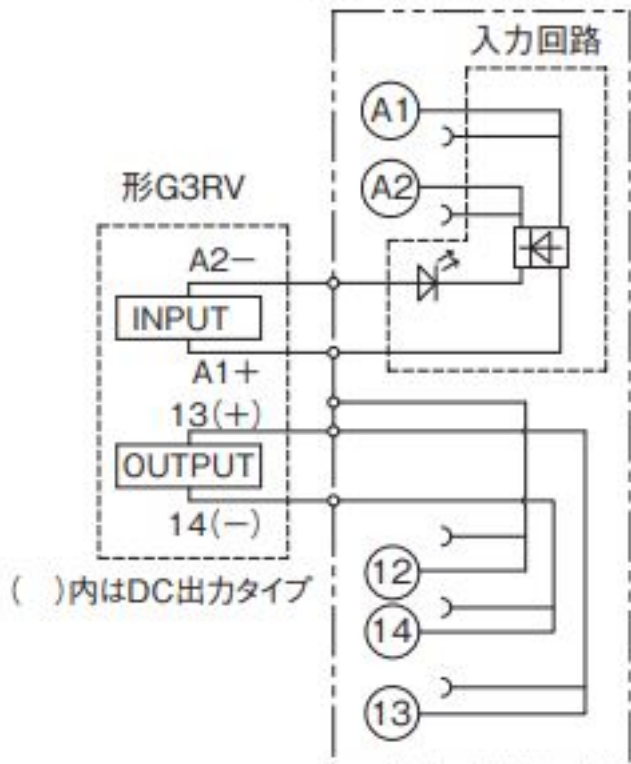 入力回路
A1
A2
形G3RV
A2−
INPUT
A1+
13(+)
OUTPUT
14(−)
( )内はDC出力タイプ
12
14
13